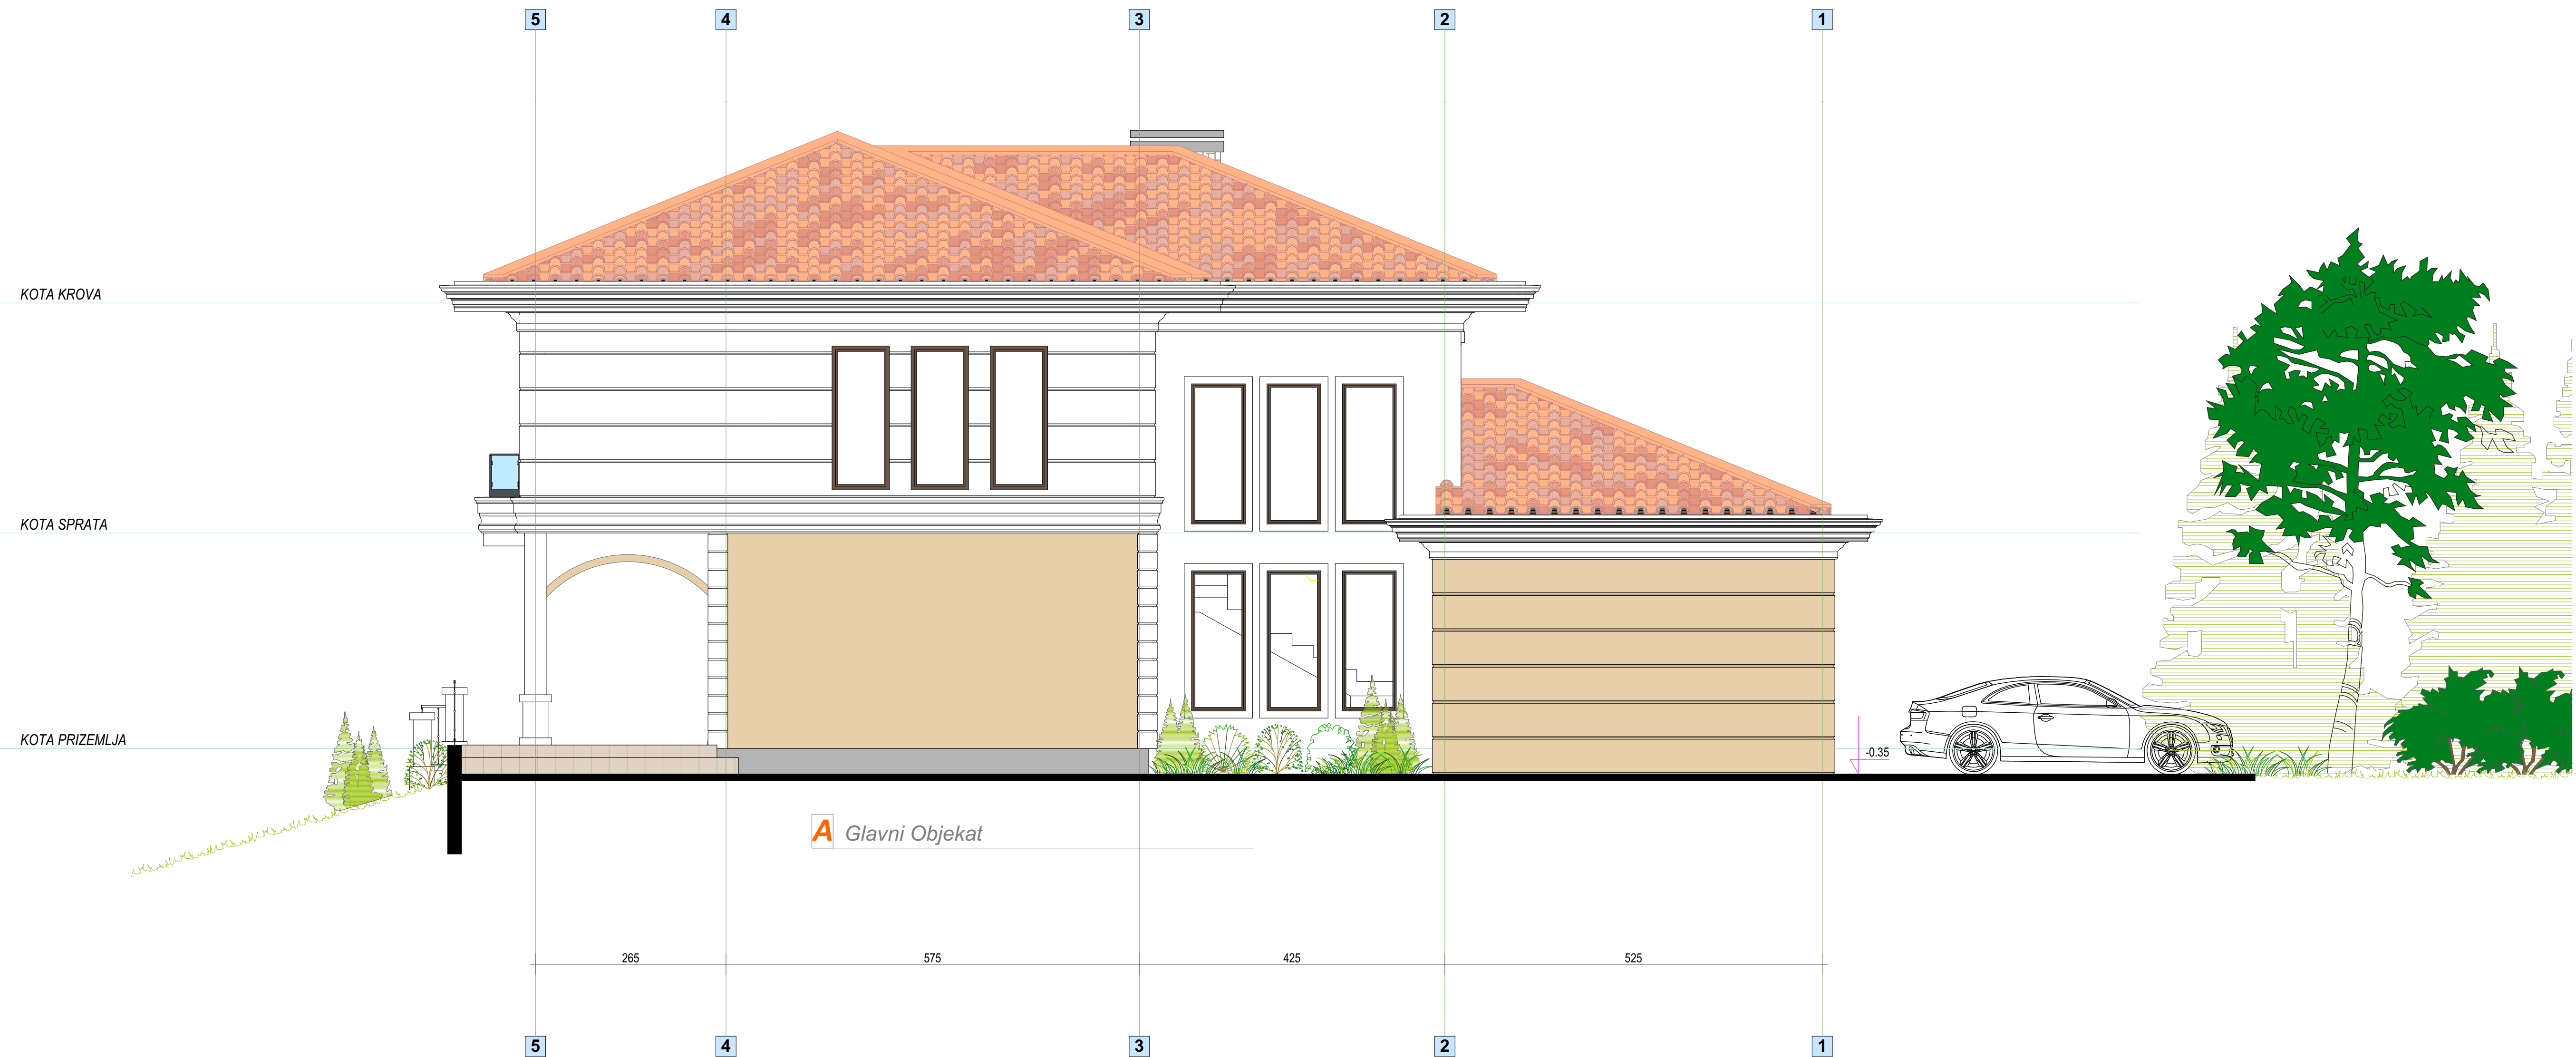 5 4 3 2 1
KOTA KROVA
KOTA SPRATA
KOTA PRIZEMLJA
-0.35
A Glavni Objekat
265 575 425 525
5 4 3 2 1